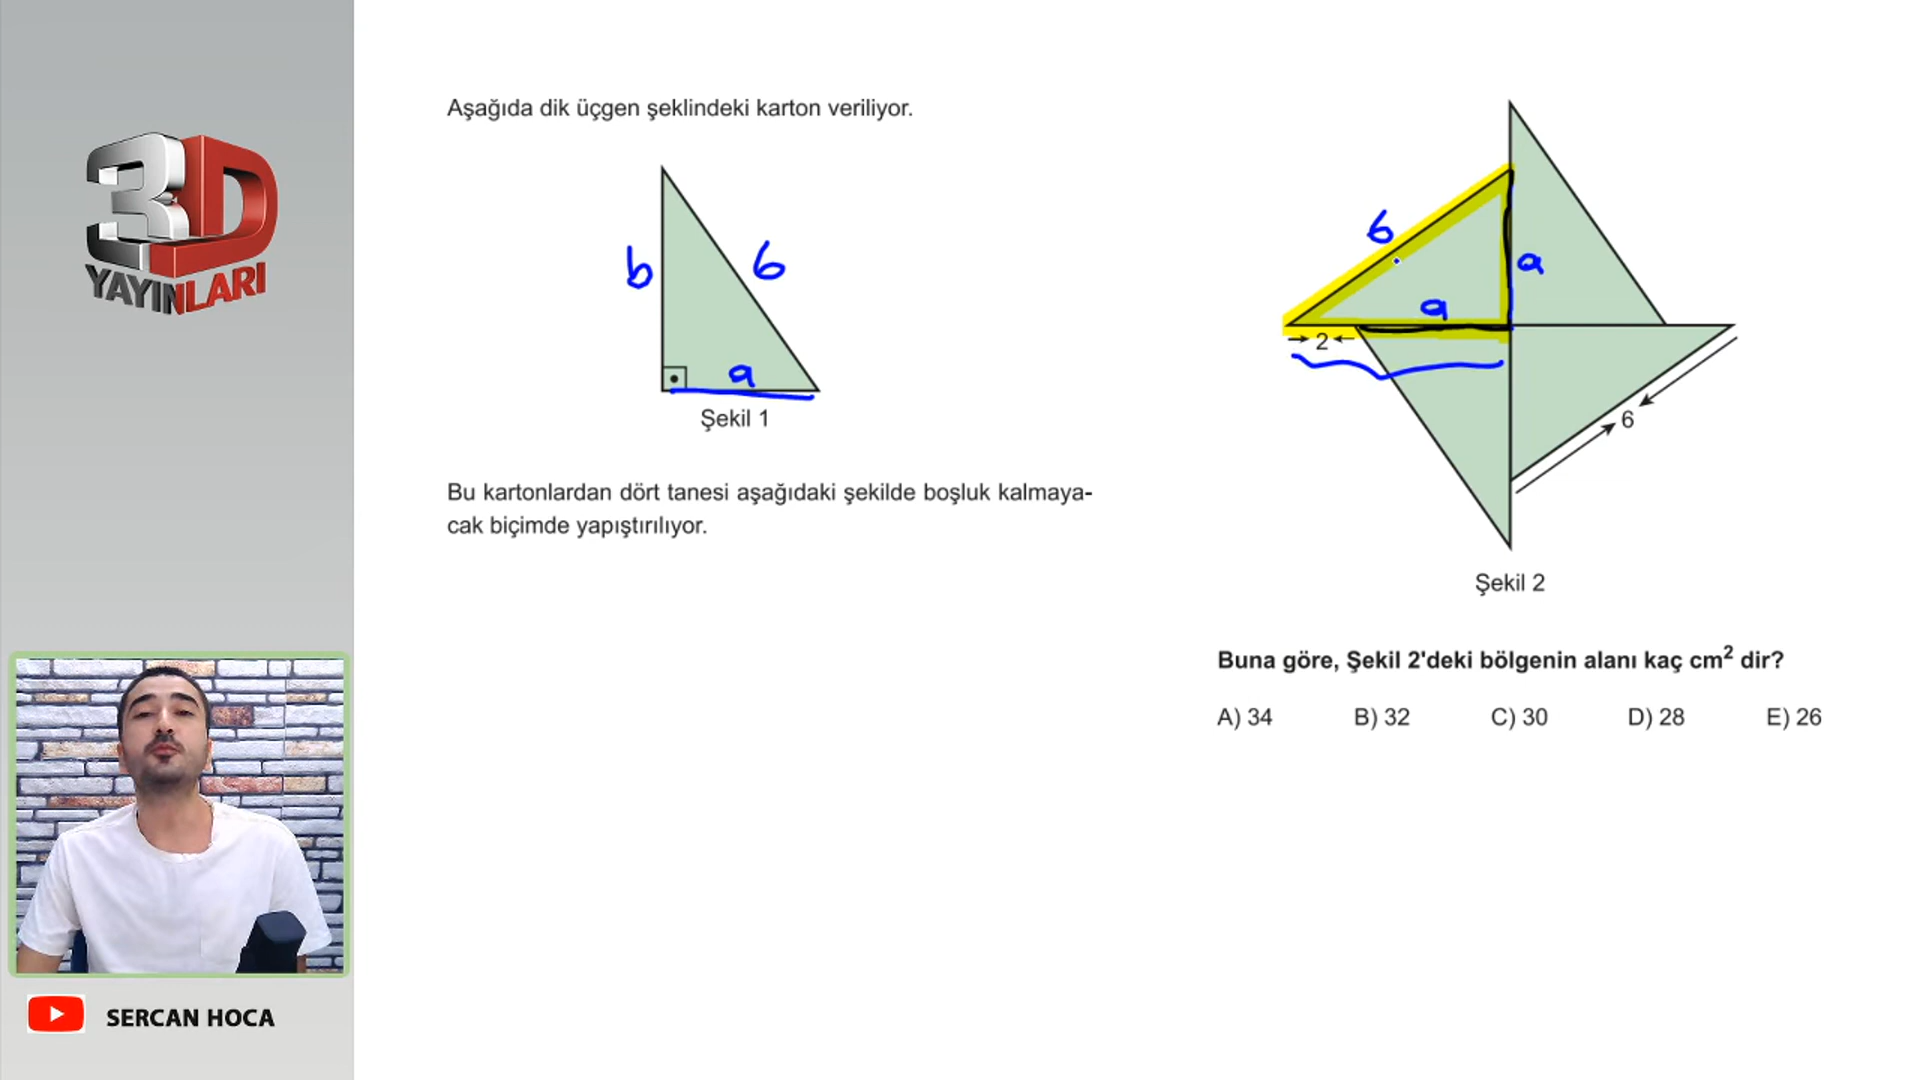 3D
YAYINLARI
Aşağıda dik üçgen şeklindeki karton veriliyor.
b
6
a
Şekil 1
Bu kartonlardan dört tanesi aşağıdaki şekilde boşluk kalmaya-
cak biçimde yapıştırılıyor.
6
a
a
2
6
Şekil 2
Buna göre, Şekil 2'deki bölgenin alanı kaç cm² dir?
A) 34 B) 32 C) 30 D) 28 E) 26
SERCAN HOCA